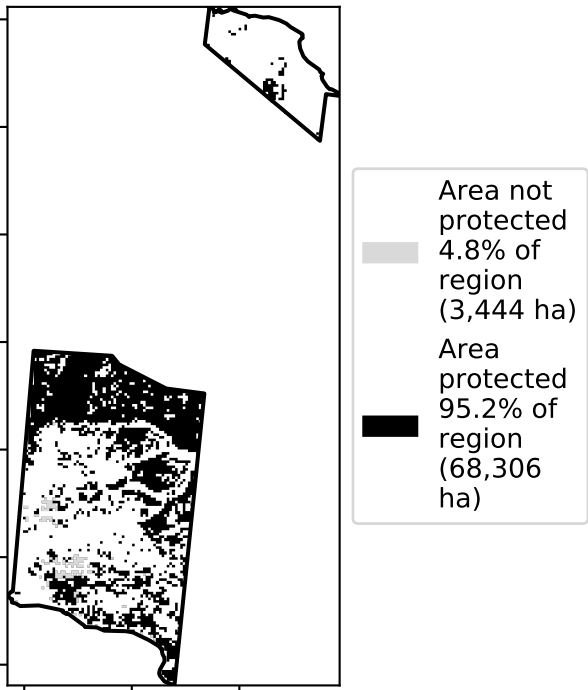 Area not
protected
4.8% of
region
(3,444 ha)
Area
protected
95.2% of
region
(68,306
ha)